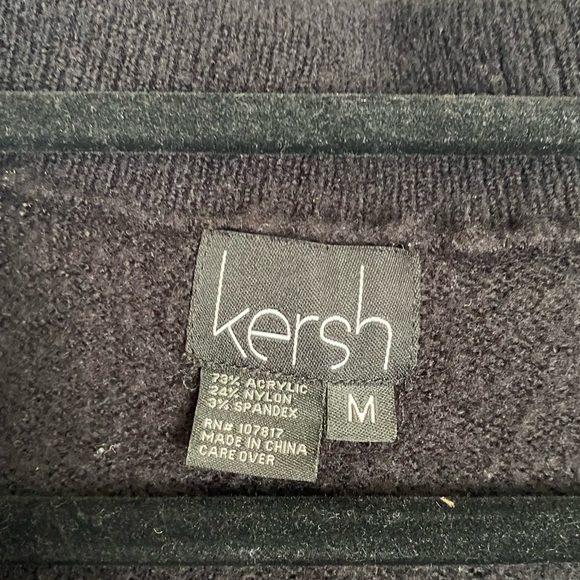 kersh
73% ACRYLIC
24% NYLON
3% SPANDEX
M
RN# 107817
MADE IN CHINA
CARE OVER